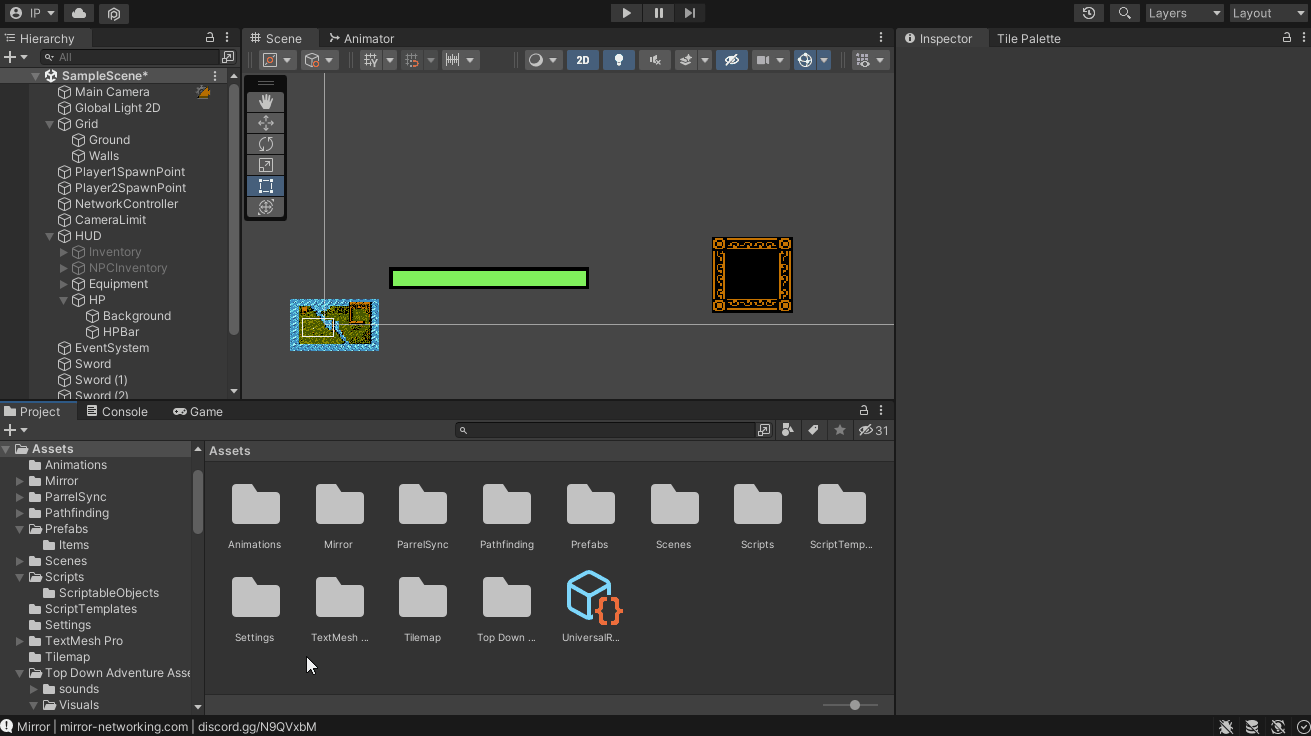 IP
Layers
Layout
Hierarchy
All
SampleScene*
Main Camera
Global Light 2D
Grid
Ground
Walls
Player1SpawnPoint
Player2SpawnPoint
NetworkController
CameraLimit
HUD
Inventory
NPCInventory
Equipment
HP
Background
HPBar
EventSystem
Sword
Sword (1)
Sword (2)
Scene
Animator
2D
Inspector
Tile Palette
Project
Console
Game
31
Assets
Animations
Mirror
ParrelSync
Pathfinding
Prefabs
Items
Scenes
Scripts
ScriptableObjects
ScriptTemplates
Settings
TextMesh Pro
Tilemap
Top Down Adventure Asse
sounds
Visuals
Assets
Animations
Mirror
ParrelSync
Pathfinding
Prefabs
Scenes
Scripts
ScriptTemp...
Settings
TextMesh ...
Tilemap
Top Down ...
UniversalR...
Mirror | mirror-networking.com | discord.gg/N9QVxbM